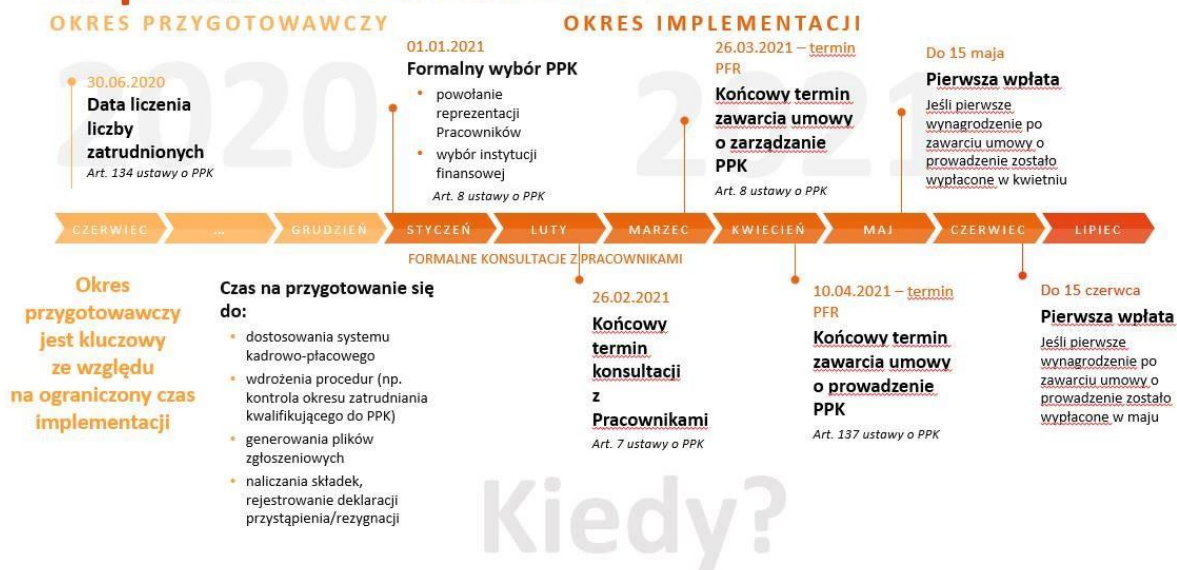 OKRES PRZYGOTOWAWCZY
OKRES IMPLEMENTACJI
2020
2021
30.06.2020
Data liczenia
liczby
zatrudnionych
Art. 134 ustawy o PPK
01.01.2021
Formalny wybór PPK
• powołanie
reprezentacji
Pracowników
• wybór instytucji
finansowej
Art. 8 ustawy o PPK
26.03.2021 – termin
PFR
Końcowy termin
zawarcia umowy
o zarządzanie
PPK
Art. 8 ustawy o PPK
Do 15 maja
Pierwsza wpłata
Jeśli pierwsze
wynagrodzenie po
zawarciu umowy o
prowadzenie zostało
wypłacone w kwietniu
CZERWIEC
...
GRUDZIEŃ
STYCZEŃ
LUTY
MARZEC
KWIECIEŃ
MAJ
CZERWIEC
LIPIEC
FORMALNE KONSULTACJE Z PRACOWNIKAMI
Okres
przygotowawczy
jest kluczowy
ze względu
na ograniczony czas
implementacji
Czas na przygotowanie się
do:
• dostosowania systemu
kadrowo-płacowego
• wdrożenia procedur (np.
kontrola okresu zatrudniania
kwalifikującego do PPK)
• generowania plików
zgłoszeniowych
• naliczania składek,
rejestrowanie deklaracji
przystąpienia/rezygnacji
26.02.2021
Końcowy
termin
konsultacji
z
Pracownikami
Art. 7 ustawy o PPK
10.04.2021 – termin
PFR
Końcowy termin
zawarcia umowy
o prowadzenie
PPK
Art. 137 ustawy o PPK
Do 15 czerwca
Pierwsza wpłata
Jeśli pierwsze
wynagrodzenie po
zawarciu umowy o
prowadzenie zostało
wypłacone w maju
Kiedy?